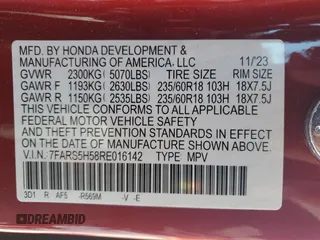 MFD. BY HONDA DEVELOPMENT &
MANUFACTURING OF AMERICA. LLC 11/'23
GVWR 2300KG (5070LBS) TIRE SIZE RIM SIZE
GAWR F 1193KG (2630LBS) 235/60R18 103H 18X7.5J
GAWR R 1150KG (2535LBS) 235/60R18 103H 18X7.5J
THIS VEHICLE CONFORMS TO ALL APPLICABLE
FEDERAL MOTOR VEHICLE SAFETY AND
THEFT PREVENTION STANDARDS IN EFFECT ON THE
DATE OF MANUFACTURE SHOWN ABOVE.
V.I.N.: 7FARS5H58RE016142 TYPE: MPV
3D1 R AF5 -R569M -V -E
REPAIRABID